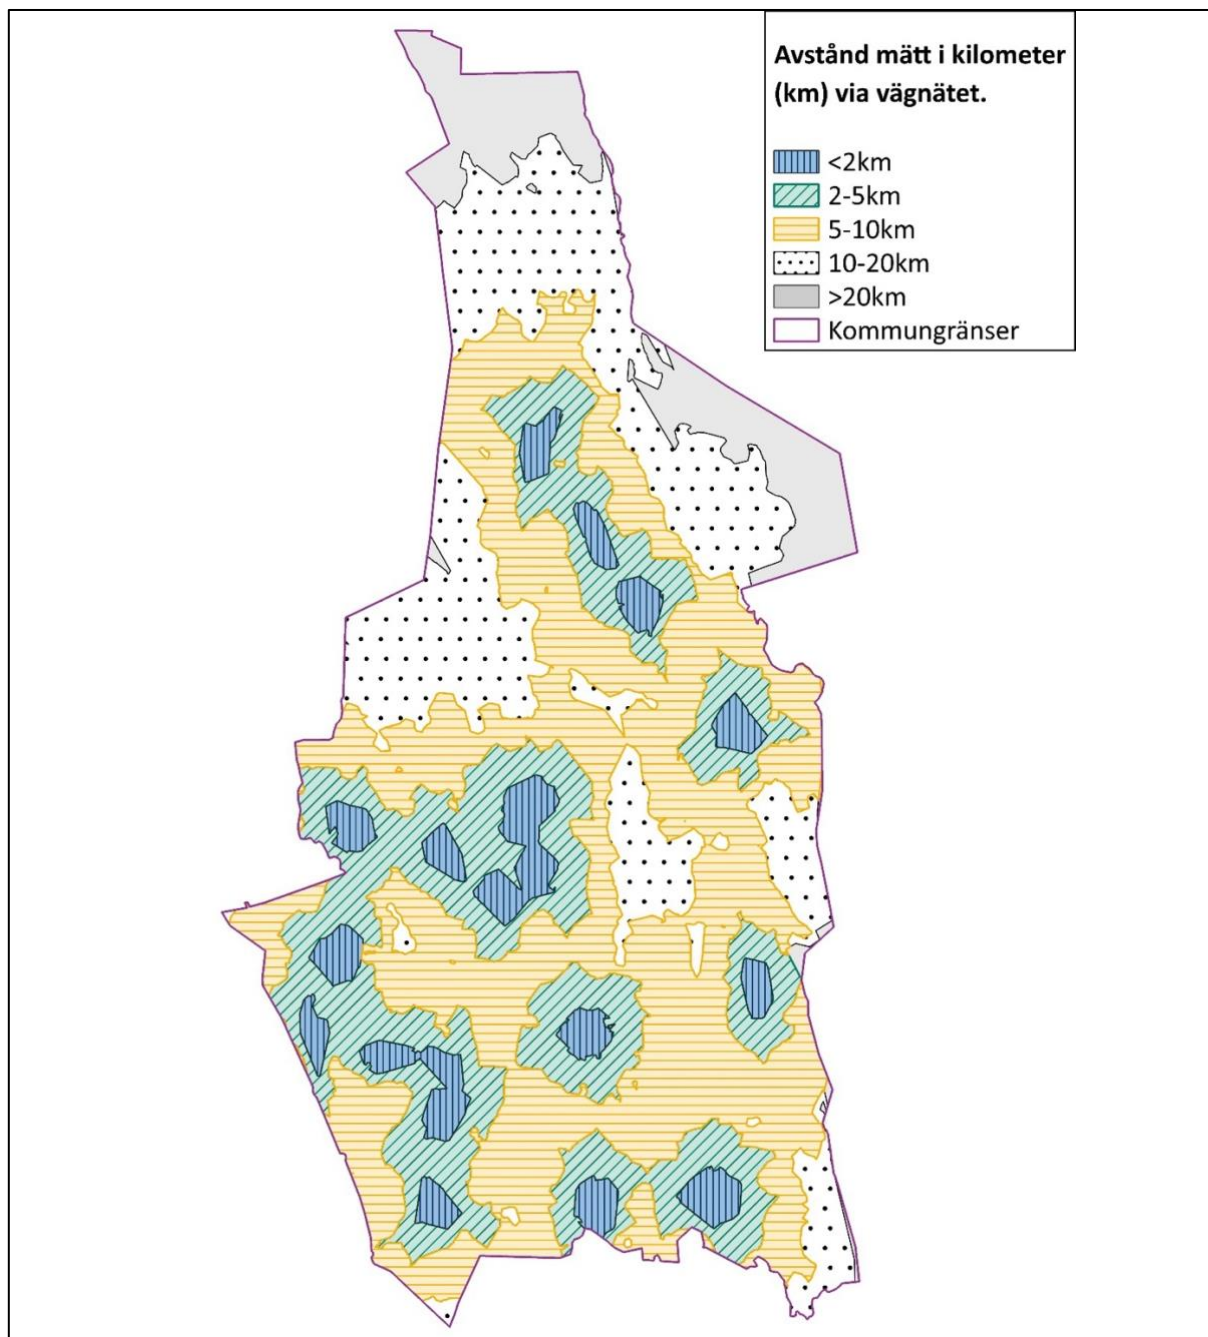 Avstånd mätt i kilometer
(km) via vägnätet.
<2km
2-5km
5-10km
10-20km
>20km
Kommungränser